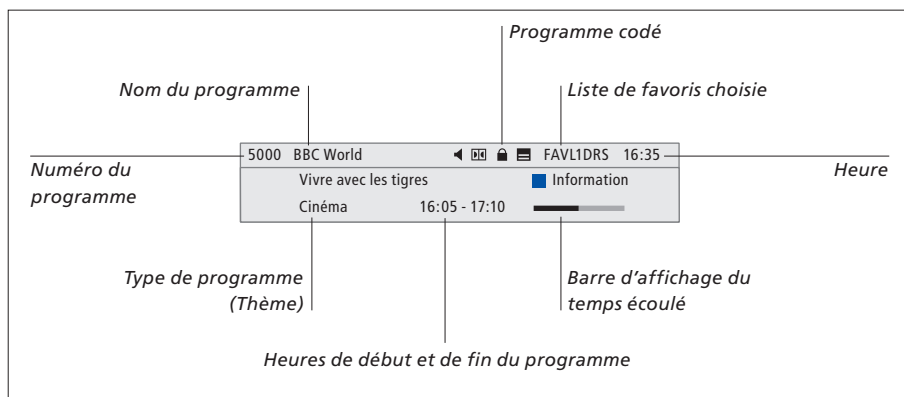 Programme codé
Nom du programme
Liste de favoris choisie
5000 BBC World FAVL1DRS 16:35
Numéro du
programme
Heure
Vivre avec les tigres Information
Cinéma 16:05 - 17:10
Type de programme
(Thème)
Barre d’affichage du
temps écoulé
Heures de début et de fin du programme